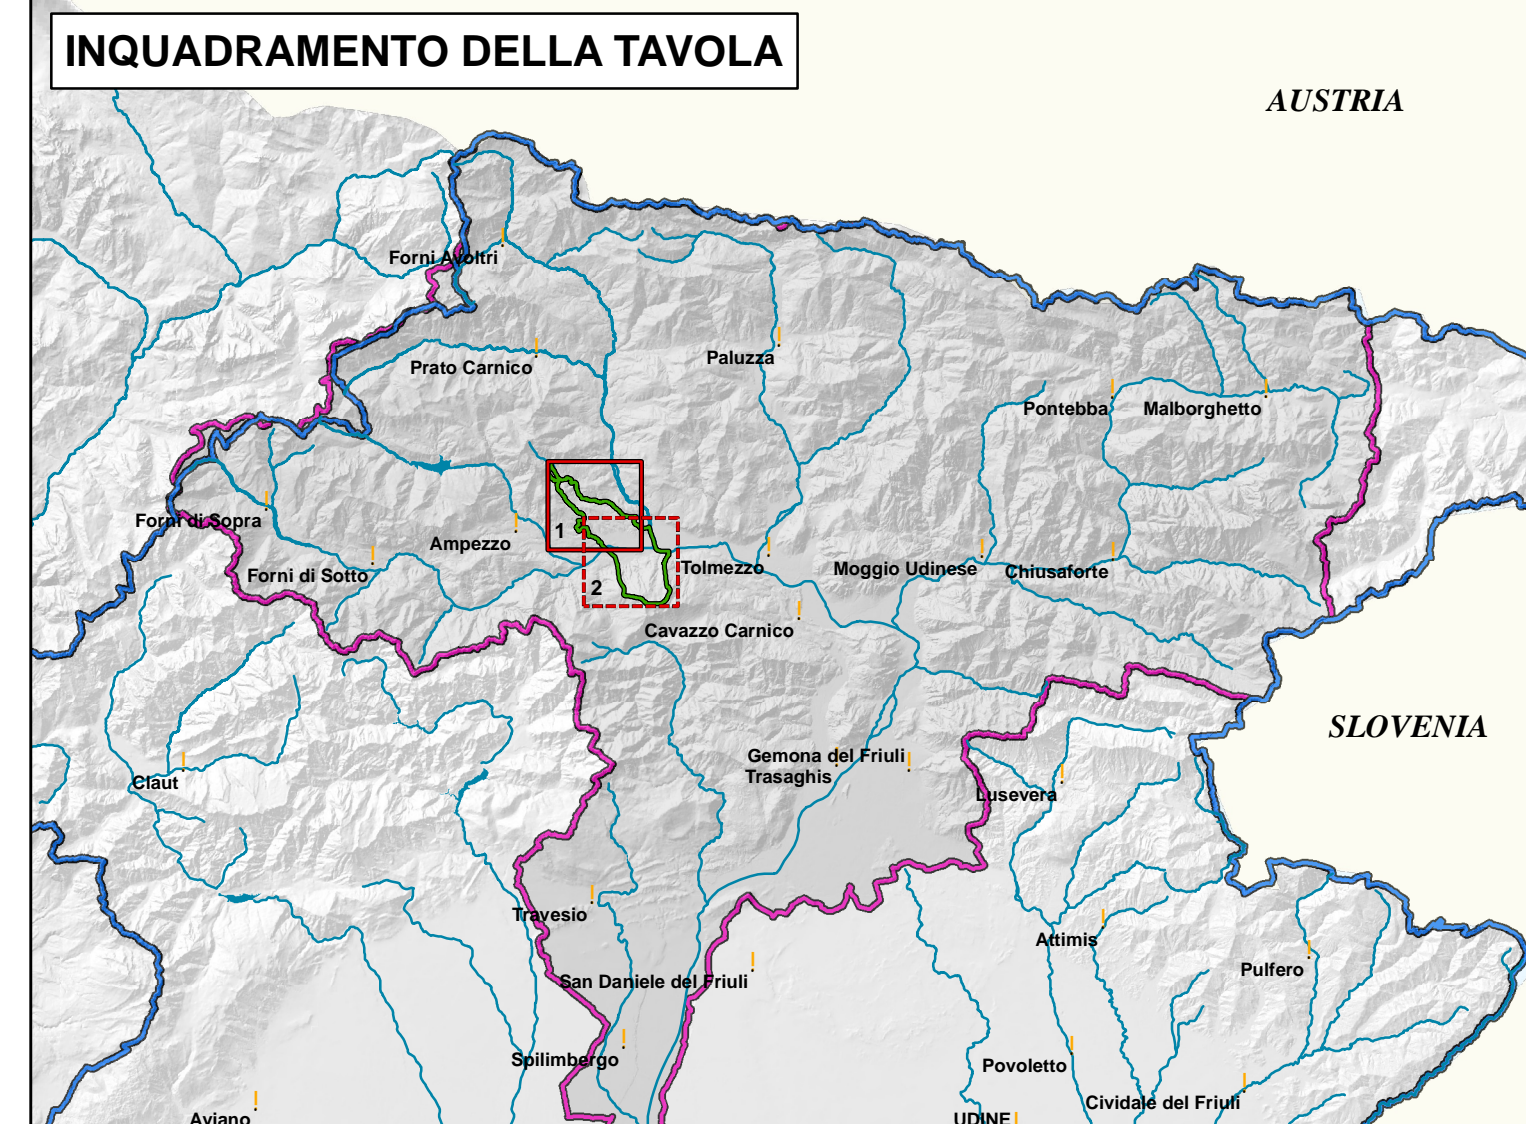 INQUADRAMENTO DELLA TAVOLA
AUSTRIA
Forni Avoltri
Prato Carnico
Paluzza
Pontebba
Malborghetto
Forni di Sopra
1
Ampezzo
Forni di Sotto
2
Tolmezzo
Moggio Udinese
Chiusaforte
Cavazzo Carnico
SLOVENIA
Gemona del Friuli
Trasaghis
Claut
Lusevera
Travesio
Attimis
Pulfero
San Daniele del Friuli
Spilimbergo
Povoletto
Cividale del Friuli
Aviano
UDINE